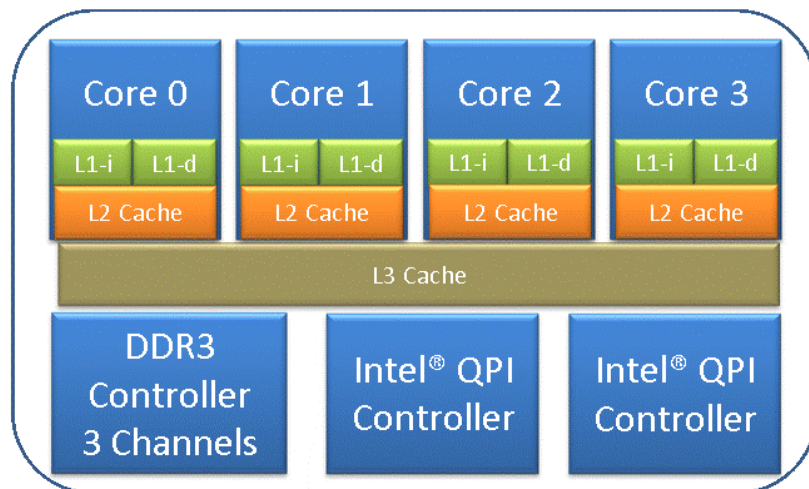 Core 0 Core 1 Core 2 Core 3
L1-i L1-d L1-i L1-d L1-i L1-d L1-i L1-d
L2 Cache L2 Cache L2 Cache L2 Cache
L3 Cache
DDR3
Controller
3 Channels
Intel® QPI
Controller
Intel® QPI
Controller